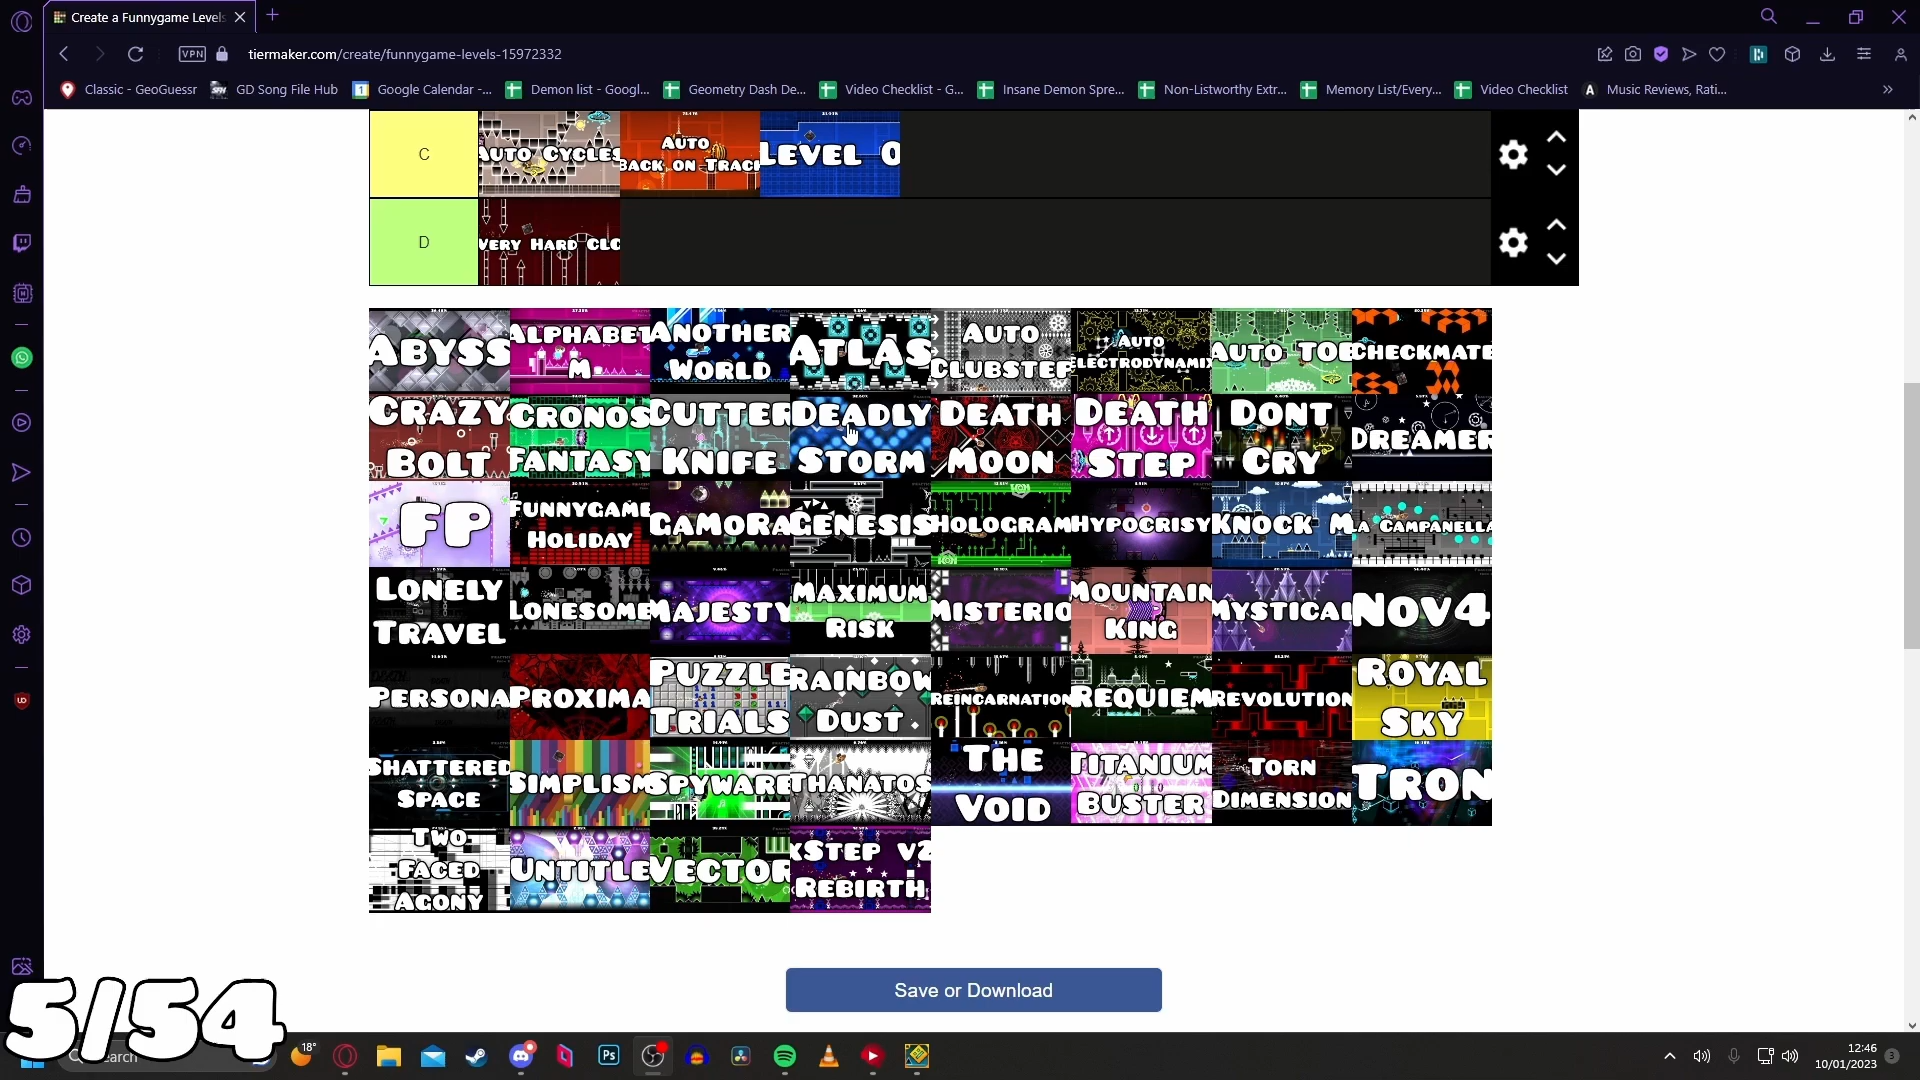 Create a Funnygame Levels
VPN
tiermaker.com/create/funnygame-levels-15972332
Classic - GeoGuessr
GD Song File Hub
Google Calendar -...
Demon list - Googl...
Geometry Dash De...
Video Checklist - G...
Insane Demon Spre...
Non-Listworthy Extr...
Memory List/Every...
Video Checklist
Music Reviews, Rati...
C
AUTO CYCLES
AUTO
BACK ON TRACK
LEVEL 0
D
VERY HARD CLO
ABYSS
ALPHABET
M
ANOTHER
WORLD
ATLAS
AUTO
CLUBSTEP
AUTO
ELECTRODYNAMIX
AUTO TOE
CHECKMATE
CRAZY
BOLT
CRONOS
FANTASY
CUTTER
KNIFE
DEADLY
STORM
DEATH
MOON
DEATH
STEP
DONT
CRY
DREAMER
FP
FUNNYGAME
HOLIDAY
GAMORA
GENESIS
HOLOGRAM
HYPOCRISY
KNOCK M
LA CAMPANELLA
LONELY
TRAVEL
LONESOME
MAJESTY
MAXIMUM
RISK
MISTERIO
MOUNTAIN
KING
MYSTICAL
NOV4
PERSONA
PROXIMA
PUZZLE
TRIALS
RAINBOW
DUST
REINCARNATION
REQUIEM
REVOLUTION
ROYAL
SKY
SHATTERED
SPACE
SIMPLISM
SPYWARE
THANATOS
THE
VOID
TITANIUM
BUSTER
TORN
DIMENSION
TRON
TWO
FACED
AGONY
UNTITLE
VECTOR
XSTEP V2
REBIRTH
Save or Download
5/54
earch
18°
Ps
12:46
10/01/2023
3